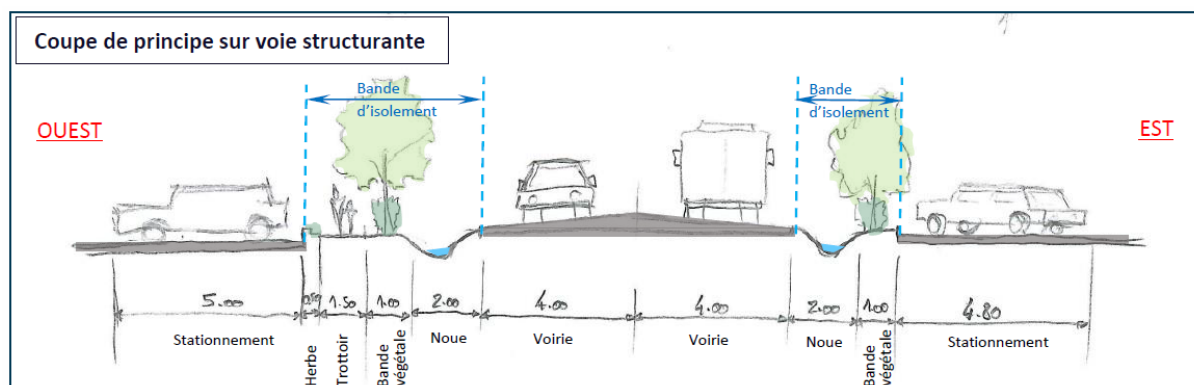 Coupe de principe sur voie structurante
Bande
d'isolement
Bande
d'isolement
OUEST
EST
5.00
0.50
1.50
1.00
2.00
4.00
4.00
2.00
1.00
4.80
Stationnement
Herbe
Trottoir
Bande
végétale
Noue
Voirie
Voirie
Noue
Bande
végétale
Stationnement